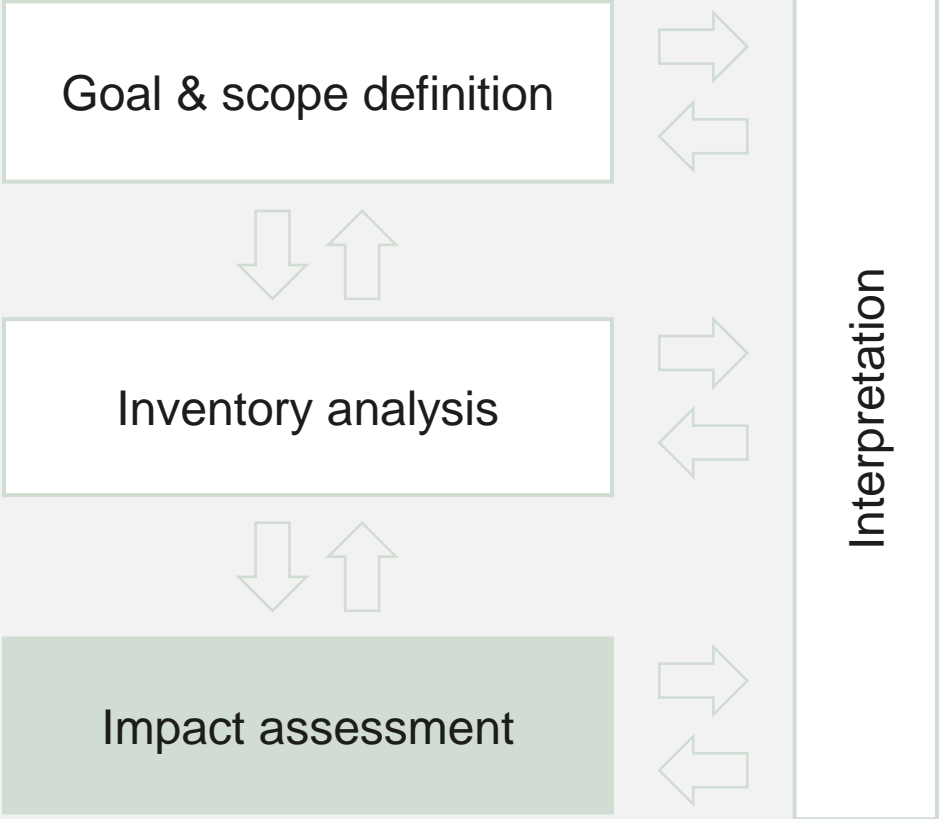 Goal & scope definition
Inventory analysis
Impact assessment
Interpretation